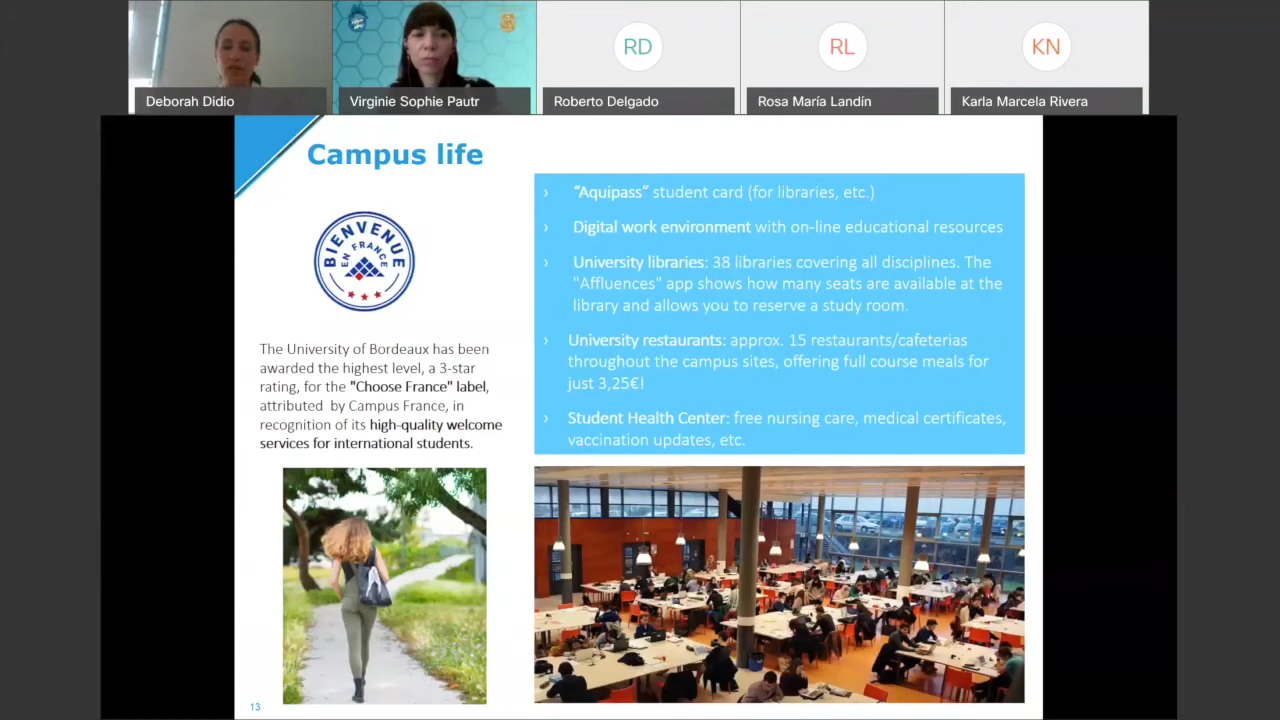 Deborah Didio
Virginie Sophie Pautr
RD
Roberto Delgado
RL
Rosa María Landín
KN
Karla Marcela Rivera
Campus life
BIENVENUE
EN FRANCE
The University of Bordeaux has been
awarded the highest level, a 3-star
rating, for the "Choose France" label,
attributed by Campus France, in
recognition of its high-quality welcome
services for international students.
› “Aquipass” student card (for libraries, etc.)
› Digital work environment with on-line educational resources
› University libraries: 38 libraries covering all disciplines. The
"Affluences" app shows how many seats are available at the
library and allows you to reserve a study room.
› University restaurants: approx. 15 restaurants/cafeterias
throughout the campus sites, offering full course meals for
just 3,25€!
› Student Health Center: free nursing care, medical certificates,
vaccination updates, etc.
13